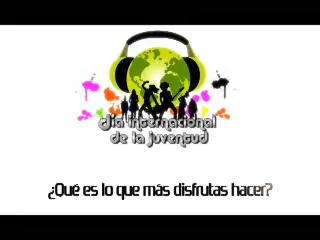 día internacional
de la juventud
¿Qué es lo que más disfrutas hacer?